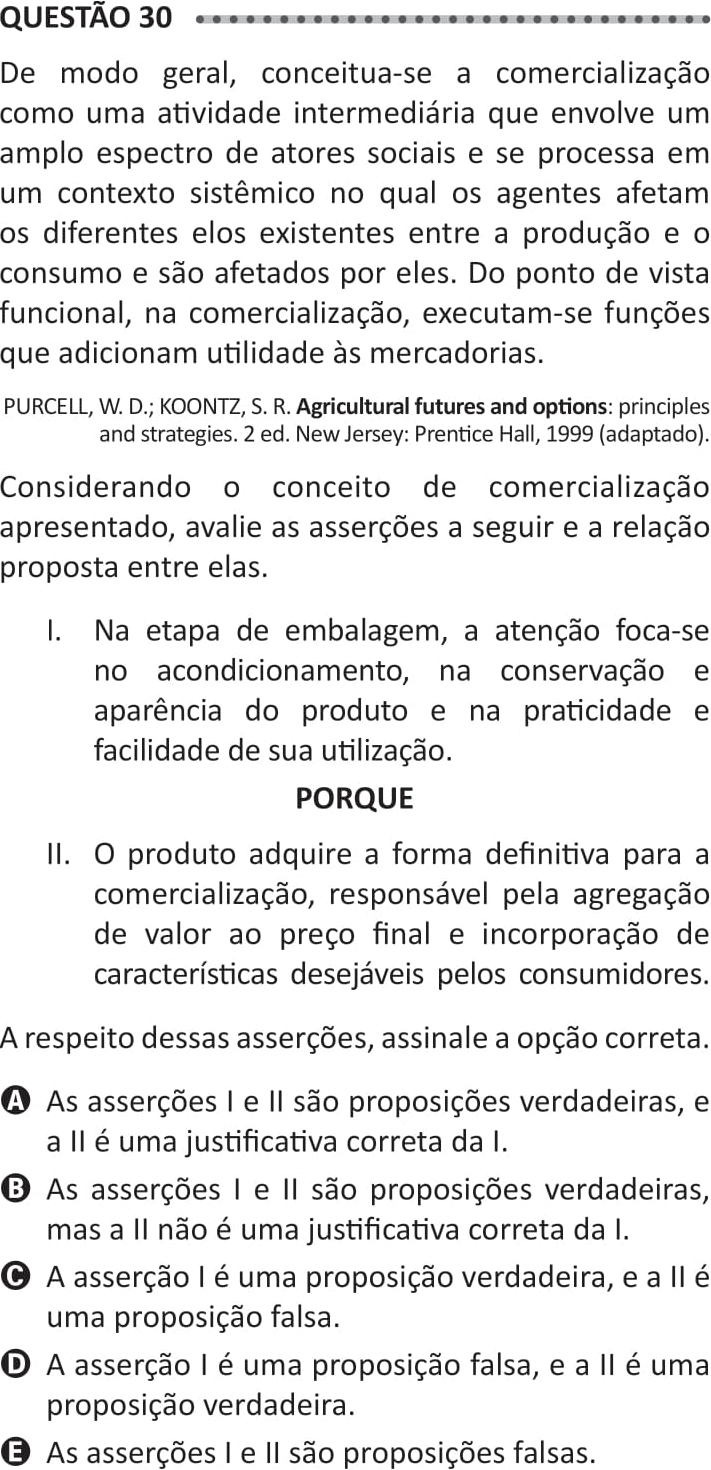 QUESTÃO 30
De modo geral, conceitua-se a comercialização
como uma atividade intermediária que envolve um
amplo espectro de atores sociais e se processa em
um contexto sistêmico no qual os agentes afetam
os diferentes elos existentes entre a produção e o
consumo e são afetados por eles. Do ponto de vista
funcional, na comercialização, executam-se funções
que adicionam utilidade às mercadorias.
PURCELL, W. D.; KOONTZ, S. R. Agricultural futures and options: principles
and strategies. 2 ed. New Jersey: Prentice Hall, 1999 (adaptado).
Considerando o conceito de comercialização
apresentado, avalie as asserções a seguir e a relação
proposta entre elas.
I. Na etapa de embalagem, a atenção foca-se
no acondicionamento, na conservação e
aparência do produto e na praticidade e
facilidade de sua utilização.
PORQUE
II. O produto adquire a forma definitiva para a
comercialização, responsável pela agregação
de valor ao preço final e incorporação de
características desejáveis pelos consumidores.
A respeito dessas asserções, assinale a opção correta.
A As asserções I e II são proposições verdadeiras, e
a II é uma justificativa correta da I.
B As asserções I e II são proposições verdadeiras,
mas a II não é uma justificativa correta da I.
C A asserção I é uma proposição verdadeira, e a II é
uma proposição falsa.
D A asserção I é uma proposição falsa, e a II é uma
proposição verdadeira.
E As asserções I e II são proposições falsas.